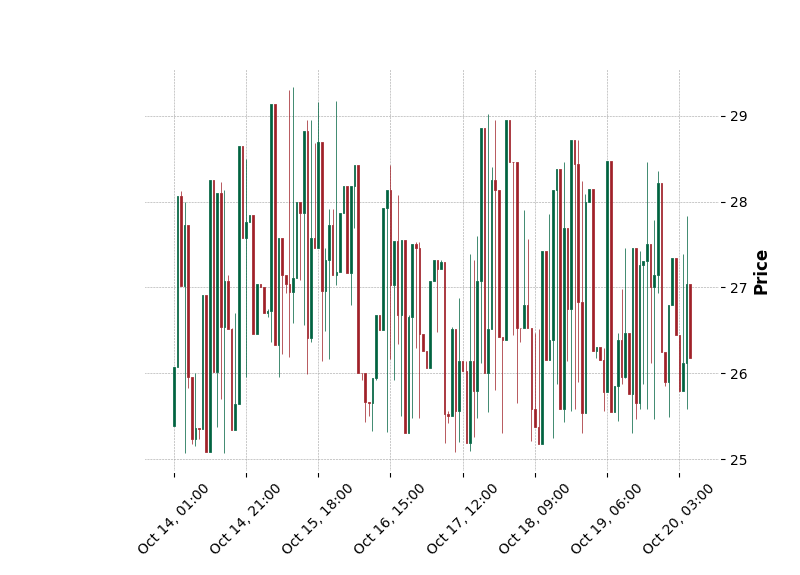 29
28
27
26
25
Price
Oct 14, 01:00
Oct 14, 21:00
Oct 15, 18:00
Oct 16, 15:00
Oct 17, 12:00
Oct 18, 09:00
Oct 19, 06:00
Oct 20, 03:00